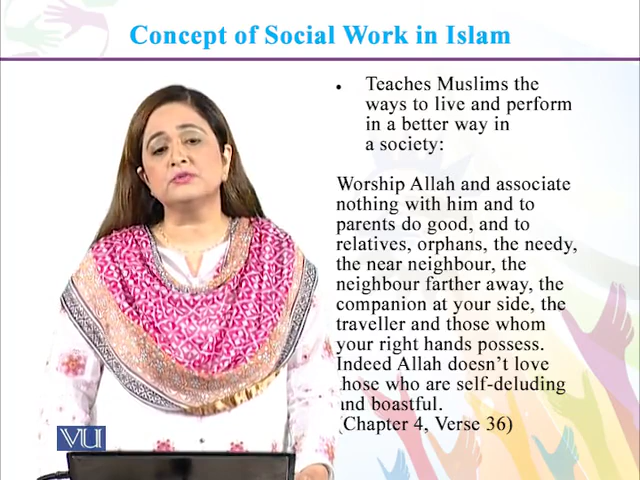 Concept of Social Work in Islam
• Teaches Muslims the
ways to live and perform
in a better way in
a society:
Worship Allah and associate
nothing with him and to
parents do good, and to
relatives, orphans, the needy,
the near neighbour, the
neighbour farther away, the
companion at your side, the
traveller and those whom
your right hands possess.
Indeed Allah doesn't love
those who are self-deluding
and boastful.
(Chapter 4, Verse 36)
VU